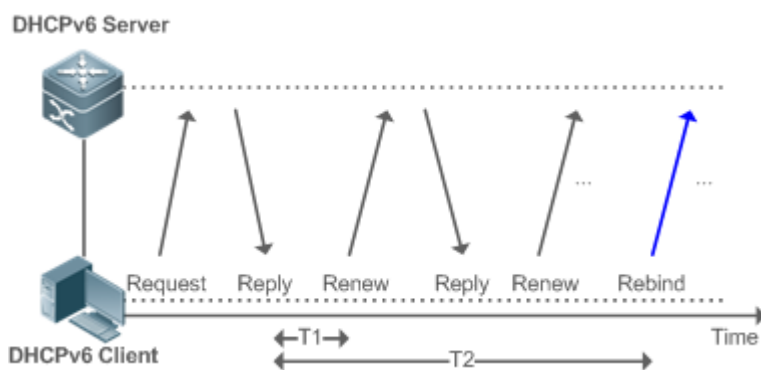 DHCPv6 Server
... ...
Request Reply Renew Reply Renew Rebind
T1
Time
DHCPv6 Client
T2